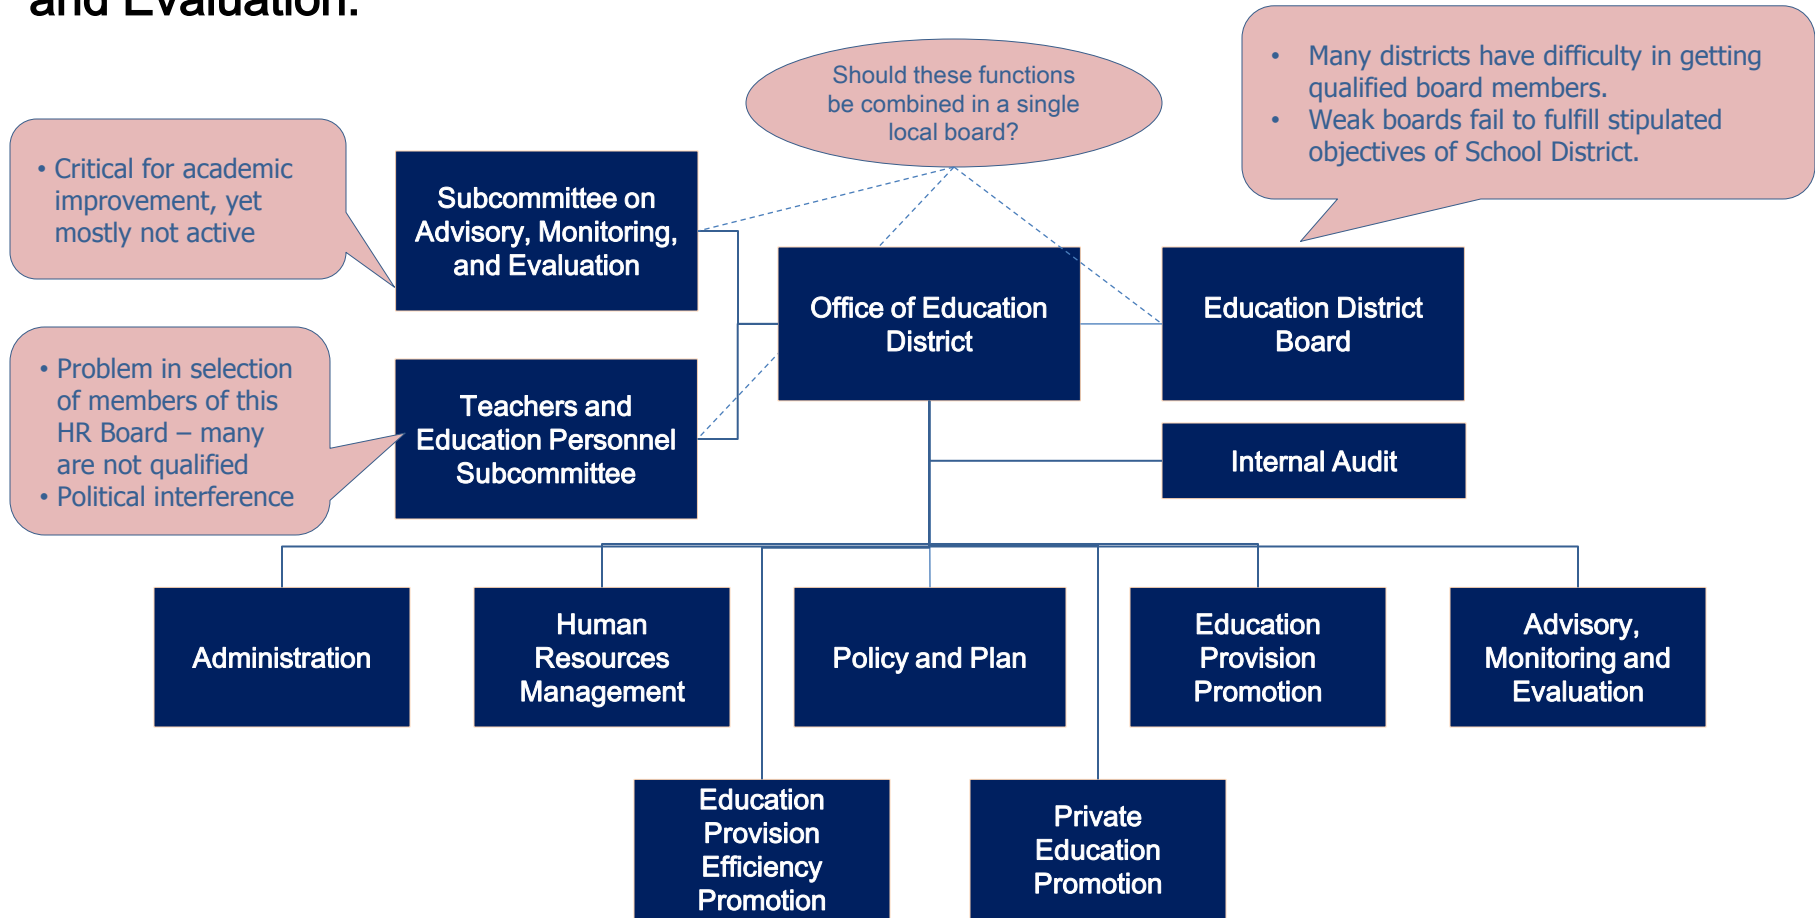 and Evaluation.
Should these functions
be combined in a single
local board?
• Many districts have difficulty in getting
qualified board members.
• Weak boards fail to fulfill stipulated
objectives of School District.
• Critical for academic
improvement, yet
mostly not active
Subcommittee on
Advisory, Monitoring,
and Evaluation
Office of Education
District
Education District
Board
• Problem in selection
of members of this
HR Board – many
are not qualified
• Political interference
Teachers and
Education Personnel
Subcommittee
Internal Audit
Administration
Human
Resources
Management
Policy and Plan
Education
Provision
Promotion
Advisory,
Monitoring and
Evaluation
Education
Provision
Efficiency
Promotion
Private
Education
Promotion